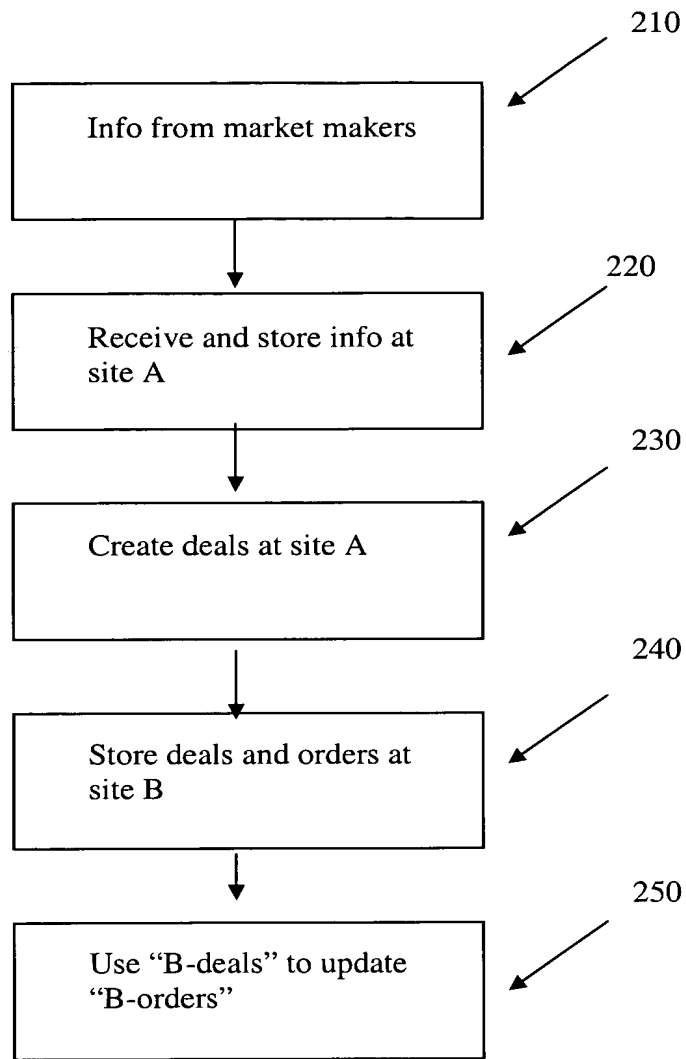 210
Info from market makers
220
Receive and store info at
site A
230
Create deals at site A
240
Store deals and orders at
site B
250
Use “B-deals” to update
“B-orders”